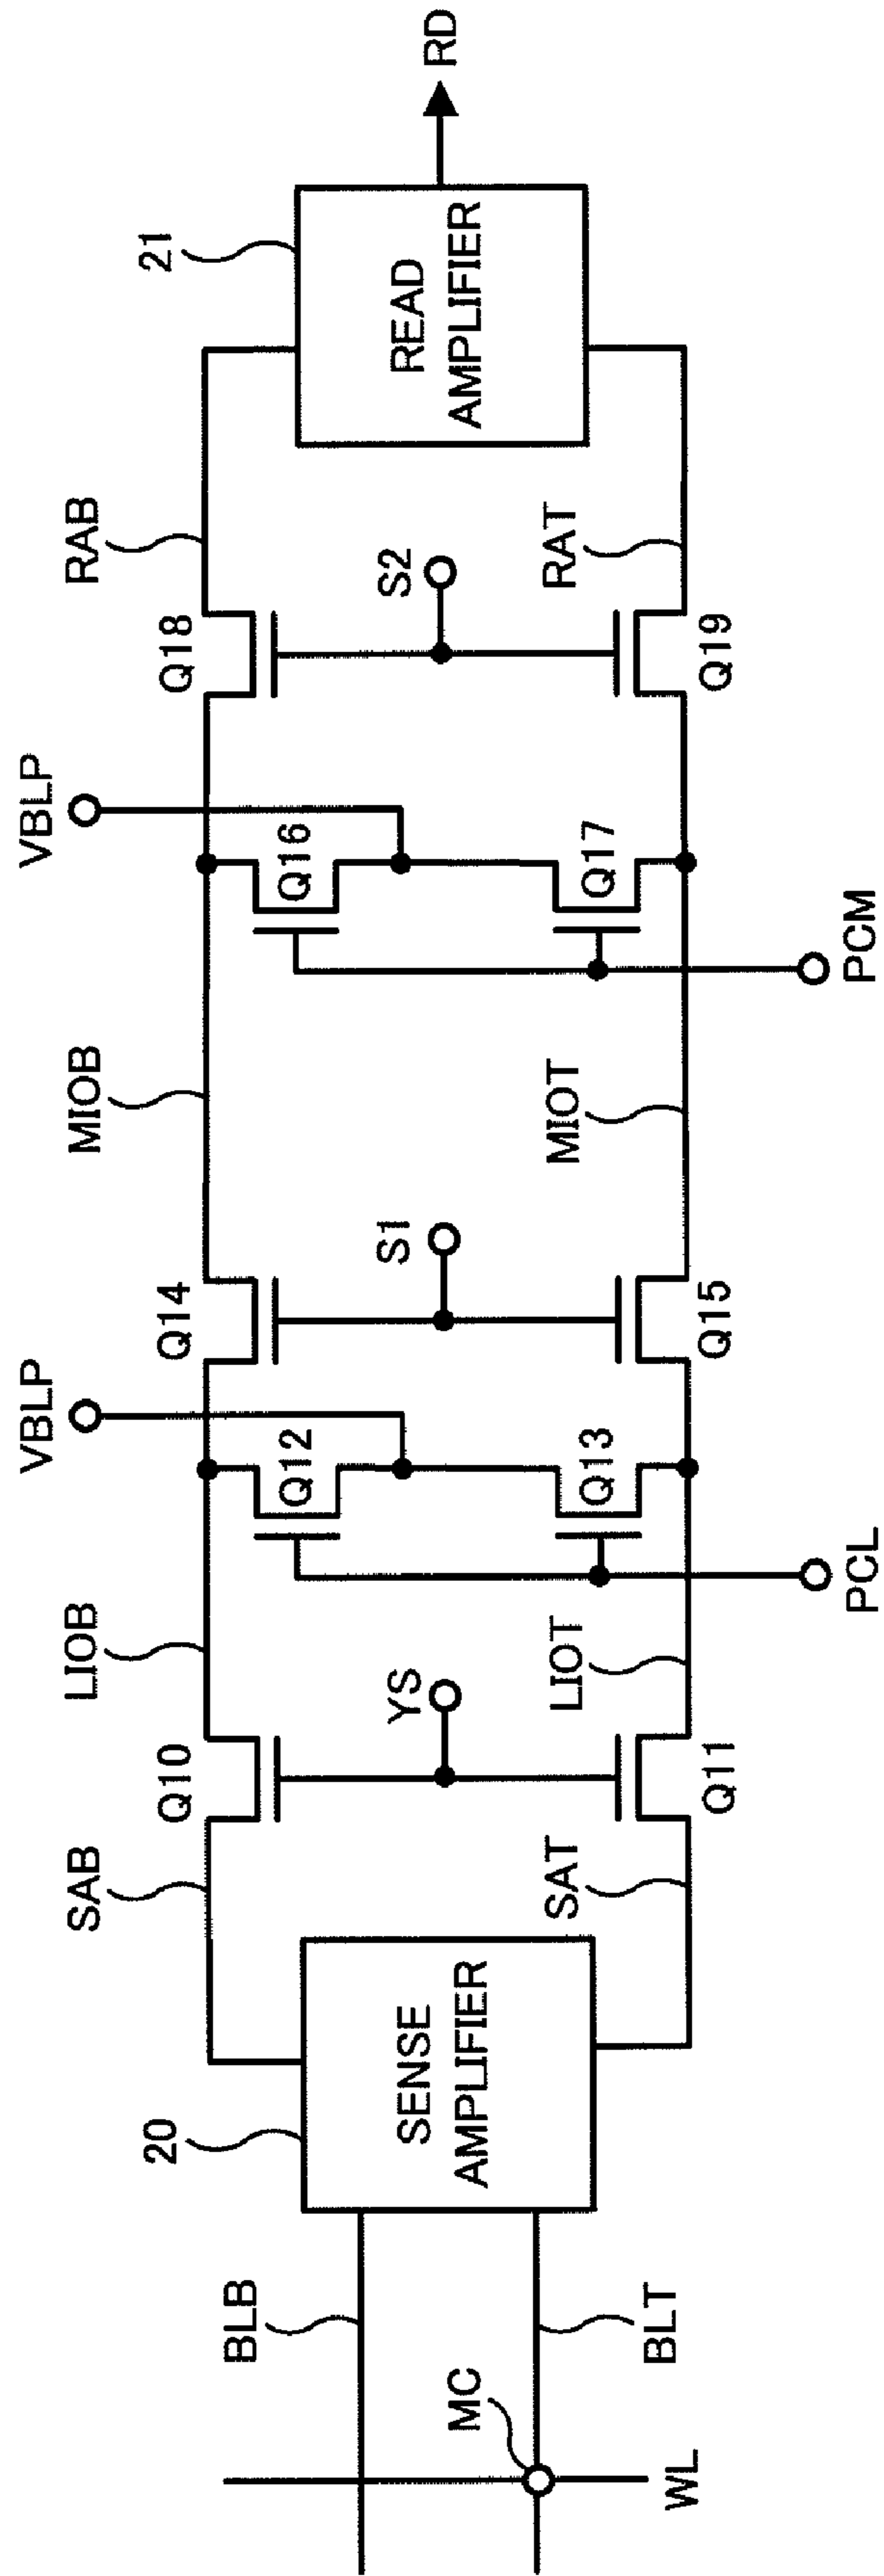 BLB
BLT
MC
WL
20
SENSE
AMPLIFIER
SAB
SAT
Q10
Q11
YS
LIOB
LIOT
VBLP
Q12
Q13
PCL
Q14
Q15
S1
MIOB
MIOT
VBLP
Q16
Q17
PCM
Q18
Q19
S2
RAB
RAT
21
READ
AMPLIFIER
RD